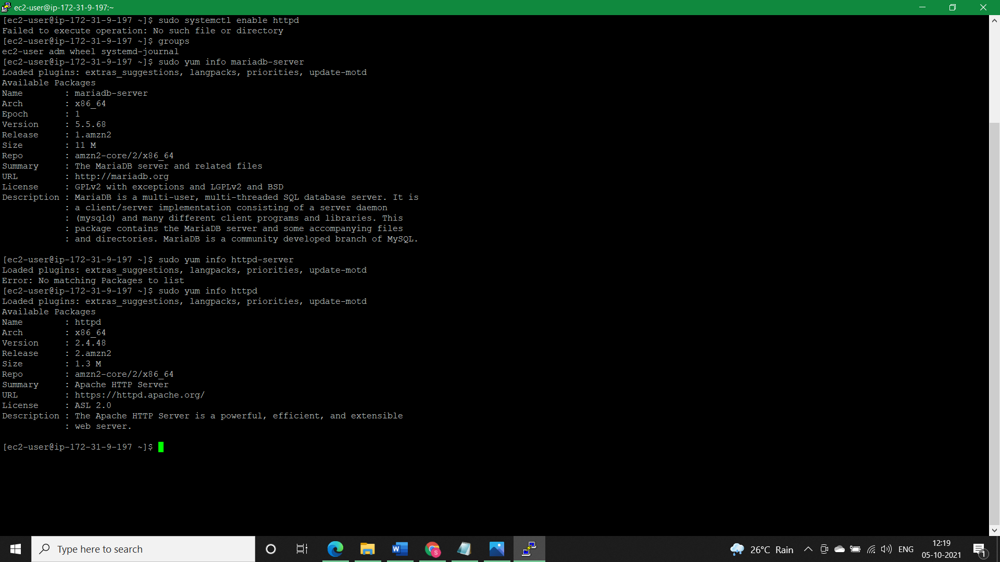 ec2-user@ip-172-31-9-197:~
[ec2-user@ip-172-31-9-197 ~]$ sudo systemctl enable httpd
Failed to execute operation: No such file or directory
[ec2-user@ip-172-31-9-197 ~]$ groups
ec2-user adm wheel systemd-journal
[ec2-user@ip-172-31-9-197 ~]$ sudo yum info mariadb-server
Loaded plugins: extras_suggestions, langpacks, priorities, update-motd
Available Packages
Name        : mariadb-server
Arch        : x86_64
Epoch       : 1
Version     : 5.5.68
Release     : 1.amzn2
Size        : 11 M
Repo        : amzn2-core/2/x86_64
Summary     : The MariaDB server and related files
URL         : http://mariadb.org
License     : GPLv2 with exceptions and LGPLv2 and BSD
Description : MariaDB is a multi-user, multi-threaded SQL database server. It is
            : a client/server implementation consisting of a server daemon
            : (mysqld) and many different client programs and libraries. This
            : package contains the MariaDB server and some accompanying files
            : and directories. MariaDB is a community developed branch of MySQL.
[ec2-user@ip-172-31-9-197 ~]$ sudo yum info httpd-server
Loaded plugins: extras_suggestions, langpacks, priorities, update-motd
Error: No matching Packages to list
[ec2-user@ip-172-31-9-197 ~]$ sudo yum info httpd
Loaded plugins: extras_suggestions, langpacks, priorities, update-motd
Available Packages
Name        : httpd
Arch        : x86_64
Version     : 2.4.48
Release     : 2.amzn2
Size        : 1.3 M
Repo        : amzn2-core/2/x86_64
Summary     : Apache HTTP Server
URL         : https://httpd.apache.org/
License     : ASL 2.0
Description : The Apache HTTP Server is a powerful, efficient, and extensible
            : web server.
[ec2-user@ip-172-31-9-197 ~]$
Type here to search
W
S
26°C Rain
ENG
12:19
05-10-2021
1